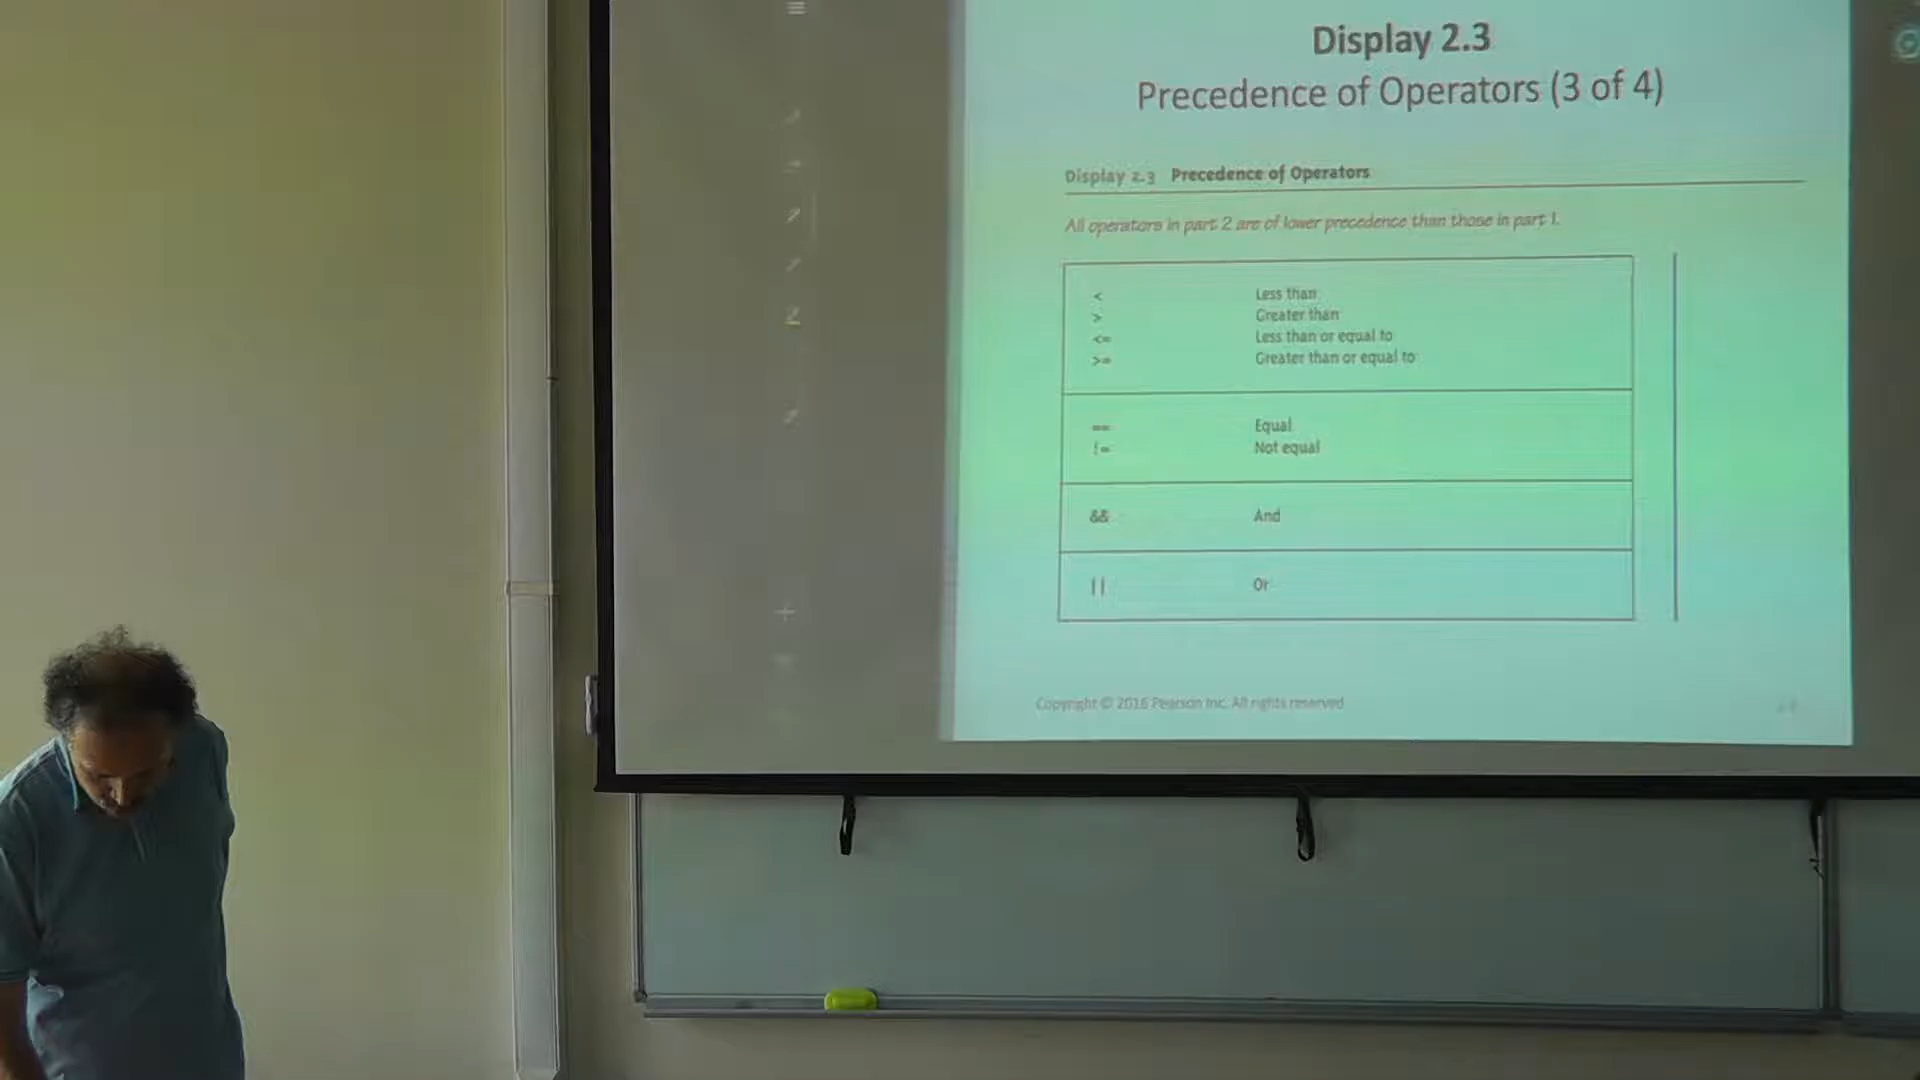 Display 2.3
Precedence of Operators (3 of 4)
Display 2.3 Precedence of Operators
All operators in part 2 are of lower precedence than those in part 1.
< Less than
> Greater than
<= Less than or equal to
>= Greater than or equal to
== Equal
!= Not equal
&& And
|| Or
Copyright © 2016 Pearson Inc. All rights reserved